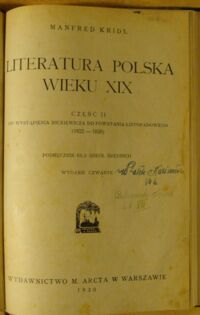 MANFRED KRIDL
LITERATURA POLSKA
WIEKU XIX
CZĘŚĆ II
OD WYSTĄPIENIA MICKIEWICZA DO POWSTANIA LISTOPADOWEGO
(1822—1830)
PODRĘCZNIK DLA SZKÓŁ ŚREDNICH
WYDANIE CZWARTE
WYDAWNICTWO M. ARCTA W WARSZAWIE
1930